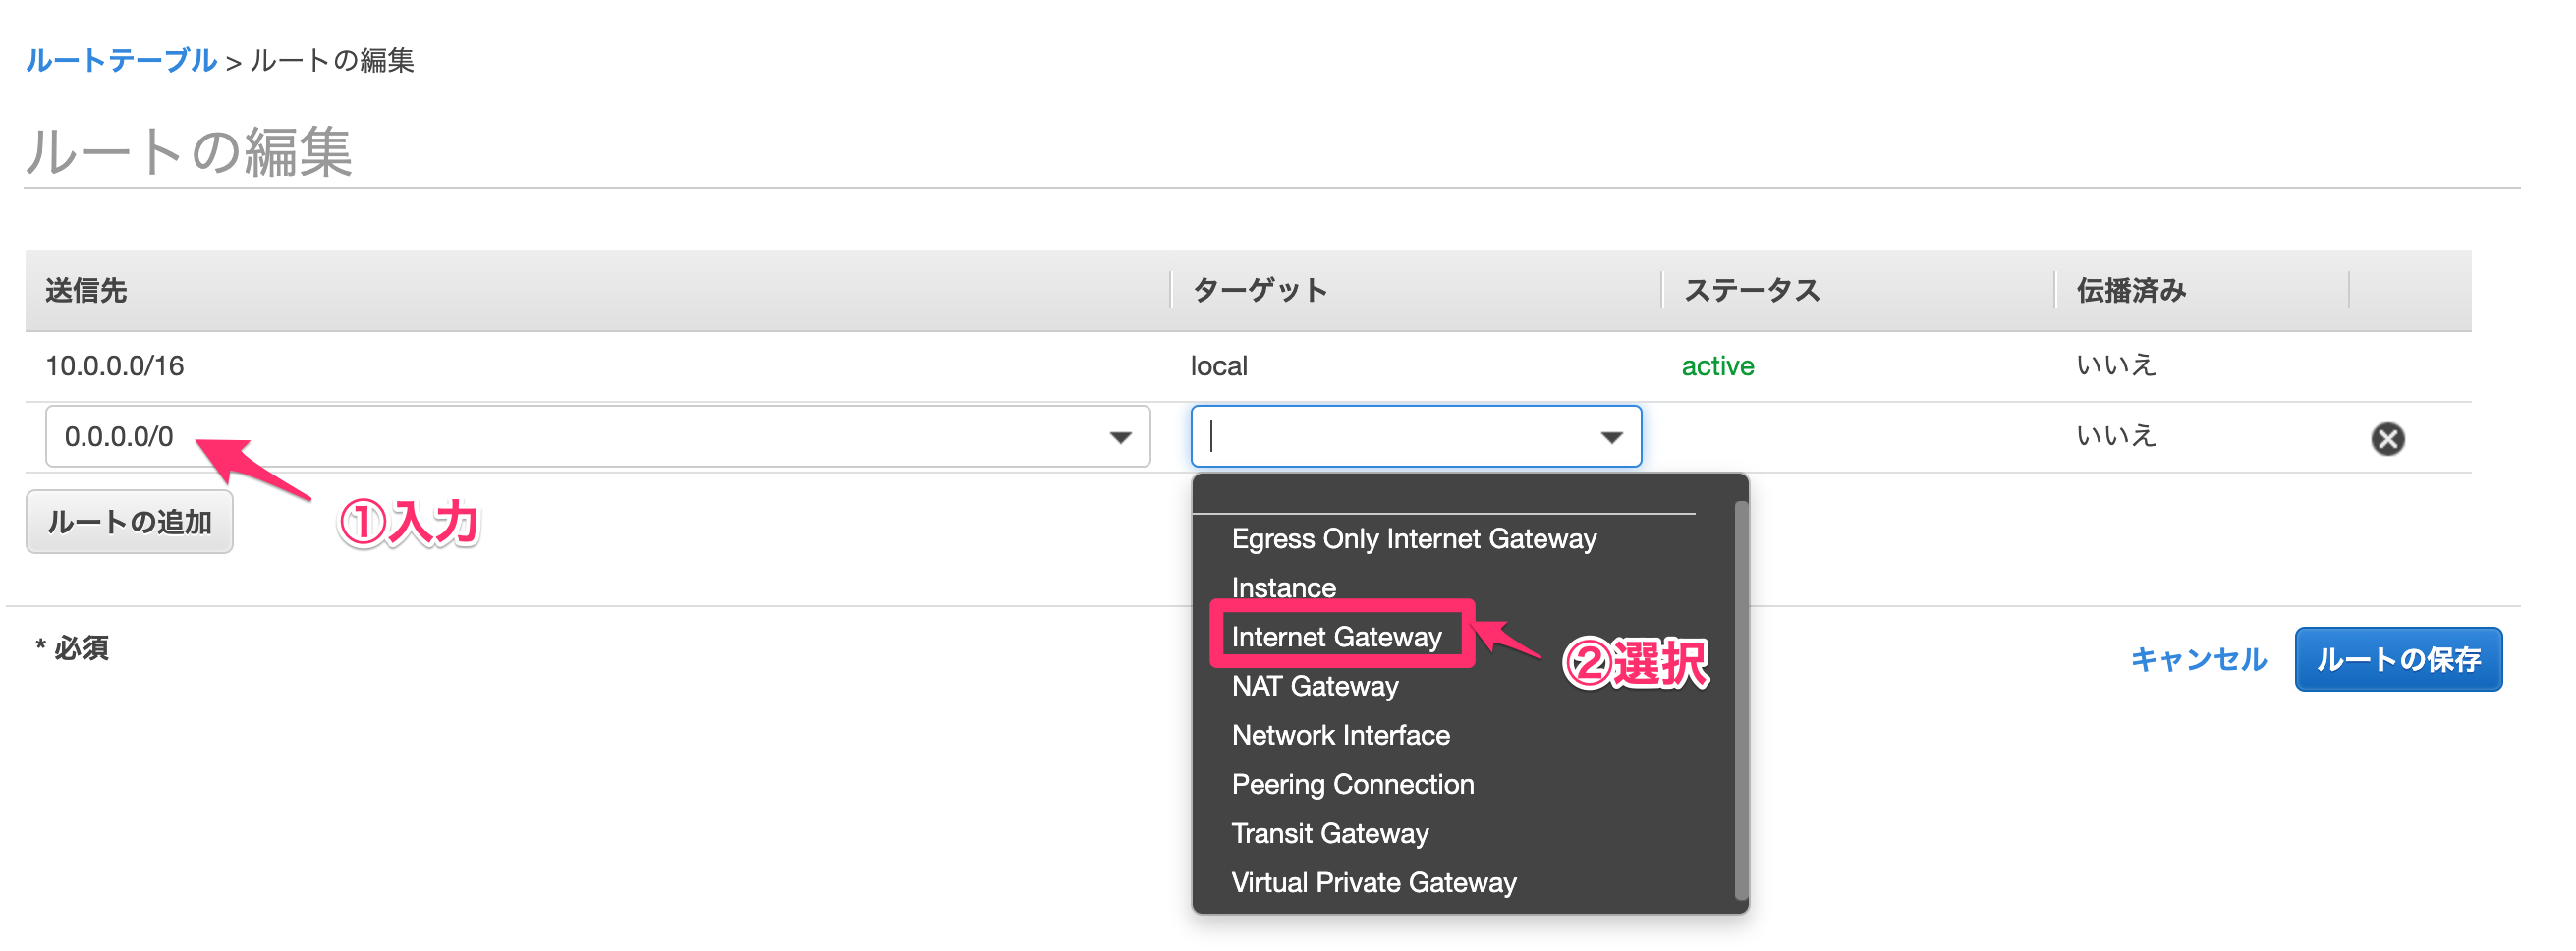 ルートテーブル > ルートの編集
ルートの編集
送信先 ターゲット ステータス 伝播済み
10.0.0.0/16 local active いいえ
0.0.0.0/0 いいえ
ルートの追加
①入力
Egress Only Internet Gateway
Instance
Internet Gateway
②選択
NAT Gateway
Network Interface
Peering Connection
Transit Gateway
Virtual Private Gateway
* 必須
キャンセル ルートの保存